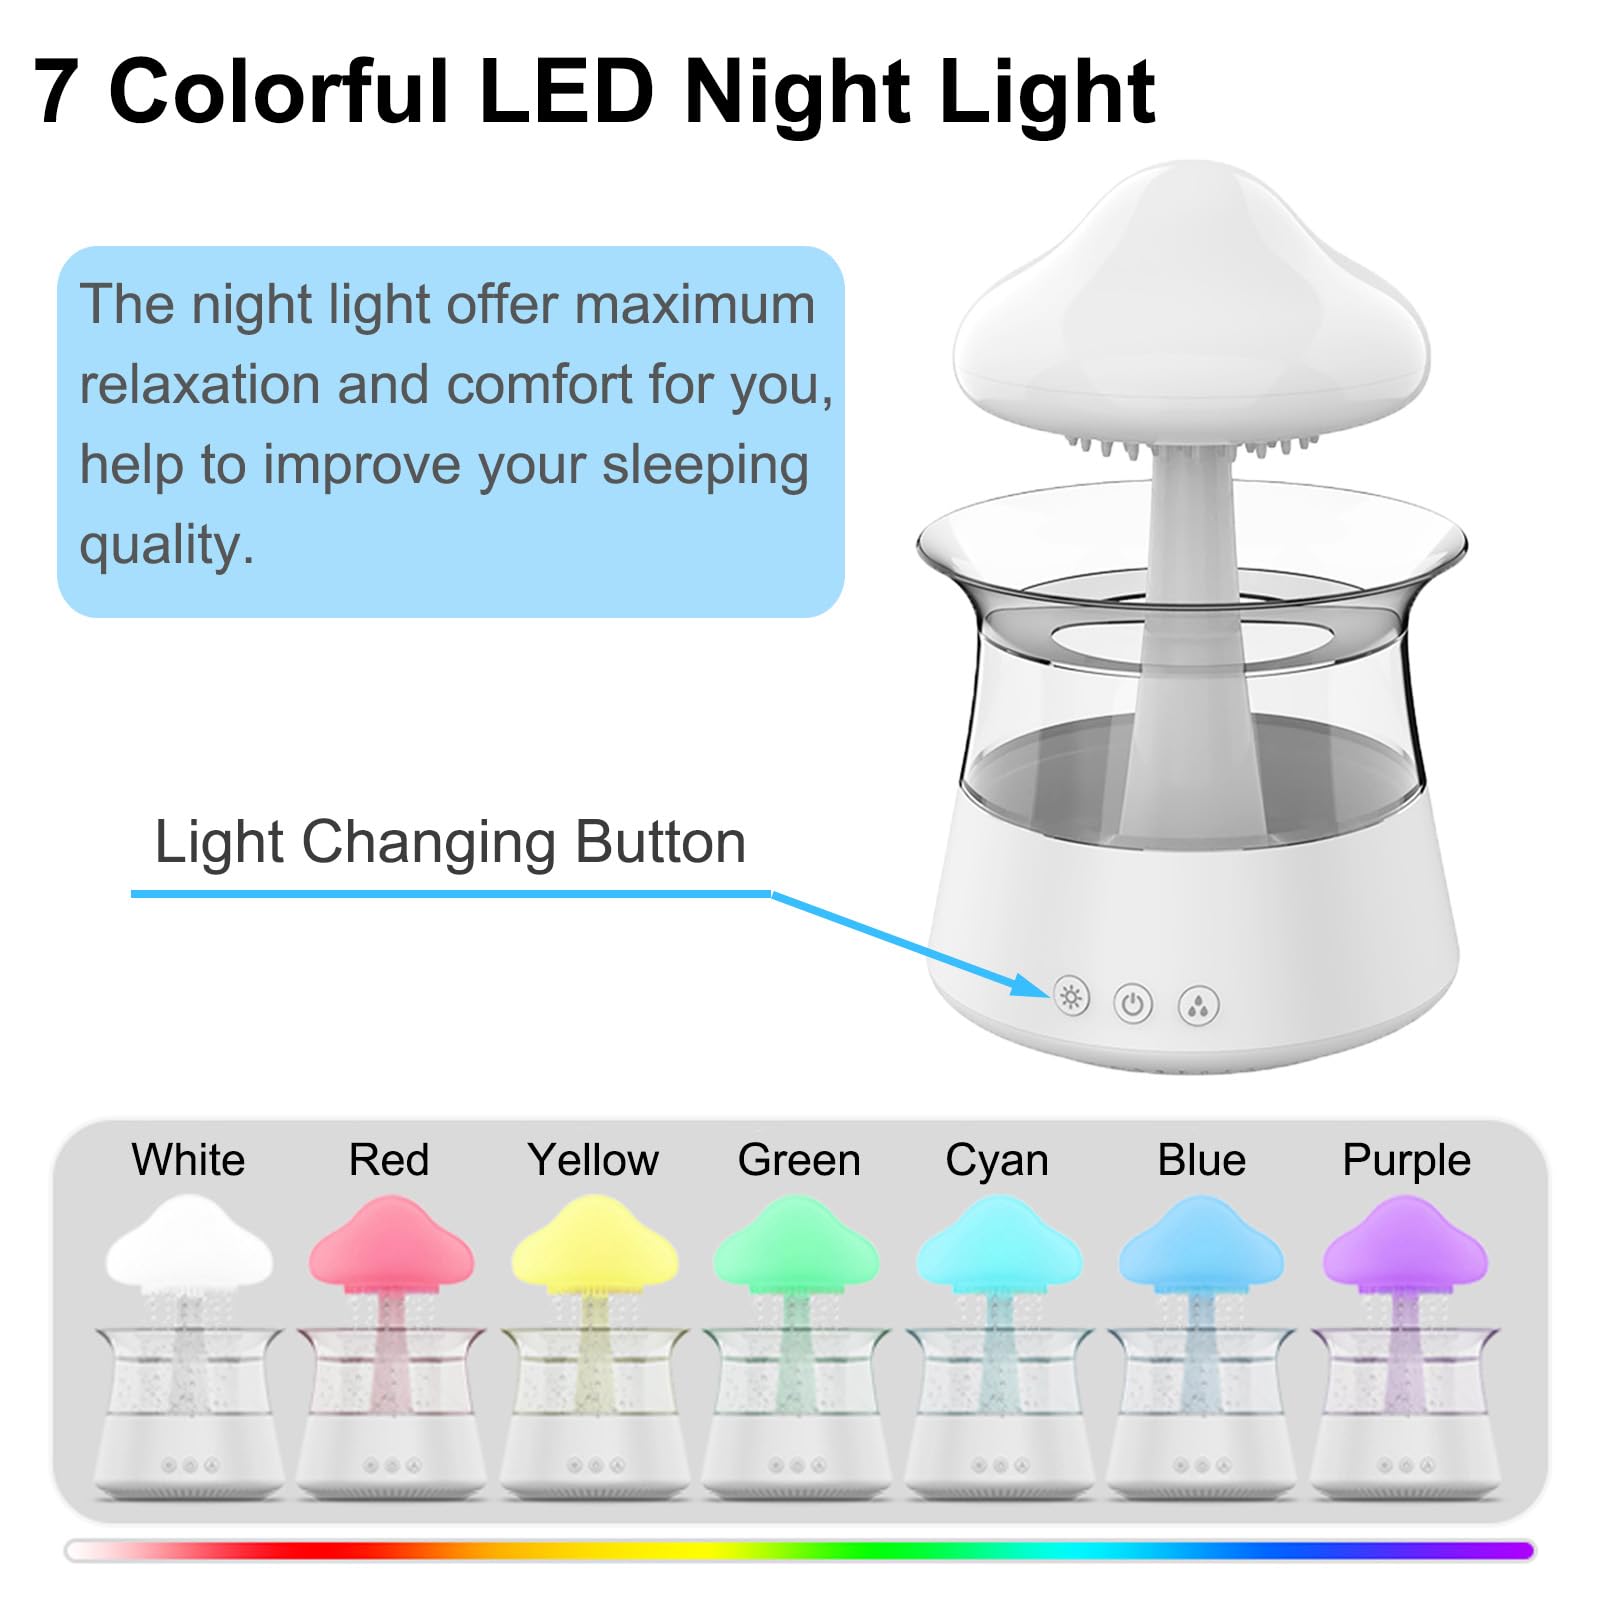 7 Colorful LED Night Light
The night light offer maximum
relaxation and comfort for you,
help to improve your sleeping
quality.
Light Changing Button
White Red Yellow Green Cyan Blue Purple